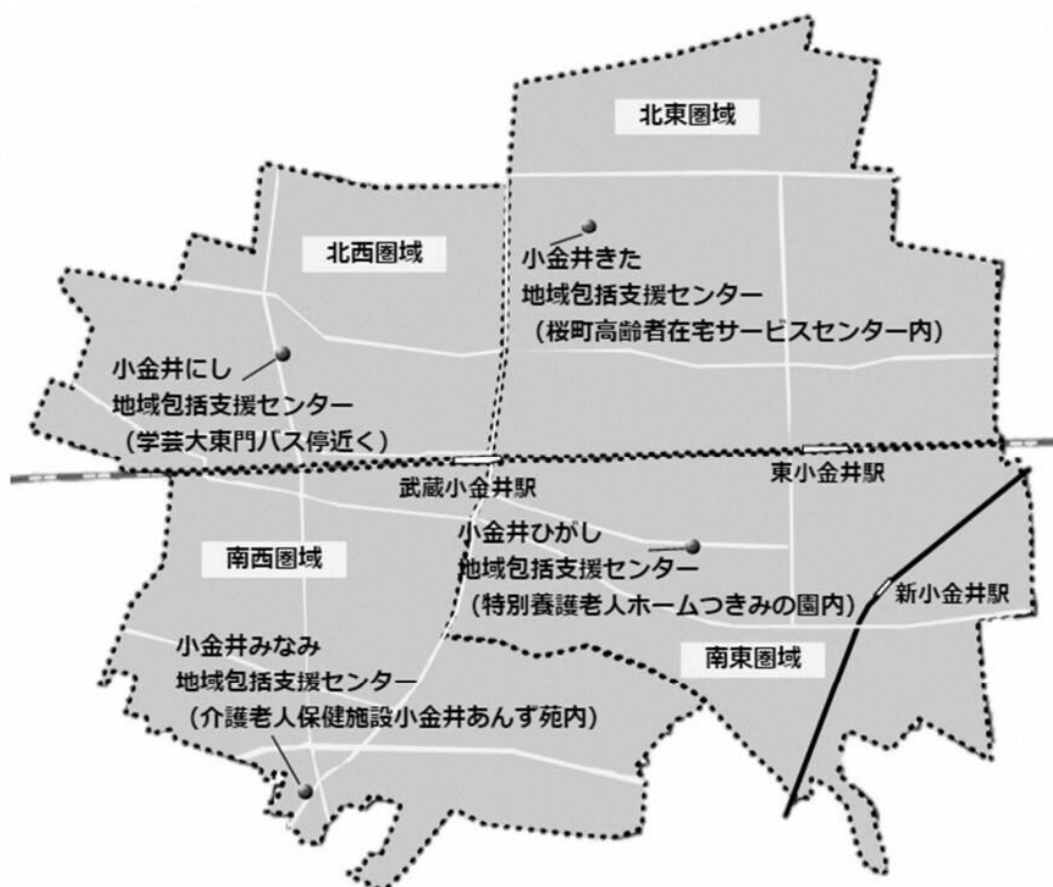 北東圏域
北西圏域
小金井きた
地域包括支援センター
（桜町高齢者在宅サービスセンター内）
小金井にし
地域包括支援センター
（学芸大東門バス停近く）
武蔵小金井駅
東小金井駅
小金井ひがし
地域包括支援センター
（特別養護老人ホームつきみの園内）
南西圏域
新小金井駅
小金井みなみ
地域包括支援センター
（介護老人保健施設小金井あんず苑内）
南東圏域